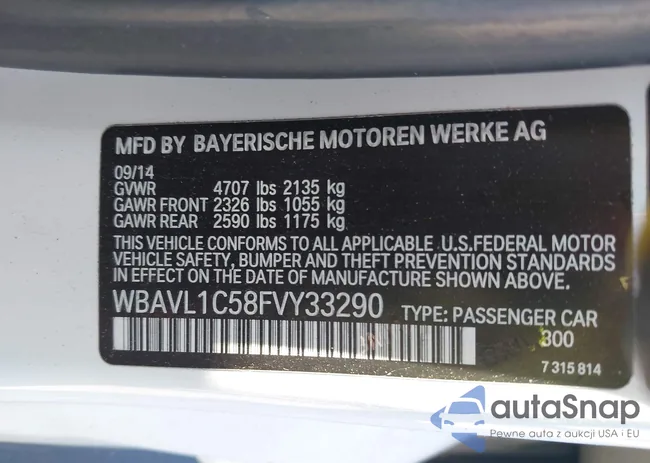 MFD BY BAYERISCHE MOTOREN WERKE AG
09/14
GVWR 4707 lbs 2135 kg
GAWR FRONT 2326 lbs 1055 kg
GAWR REAR 2590 lbs 1175 kg
THIS VEHICLE CONFORMS TO ALL APPLICABLE U.S.FEDERAL MOTOR
VEHICLE SAFETY, BUMPER AND THEFT PREVENTION STANDARDS
IN EFFECT ON THE DATE OF MANUFACTURE SHOWN ABOVE.
WBAVL1C58FVY33290 TYPE: PASSENGER CAR
300
7 315 814
autaSnap
Pewne auta z aukcji USA i EU